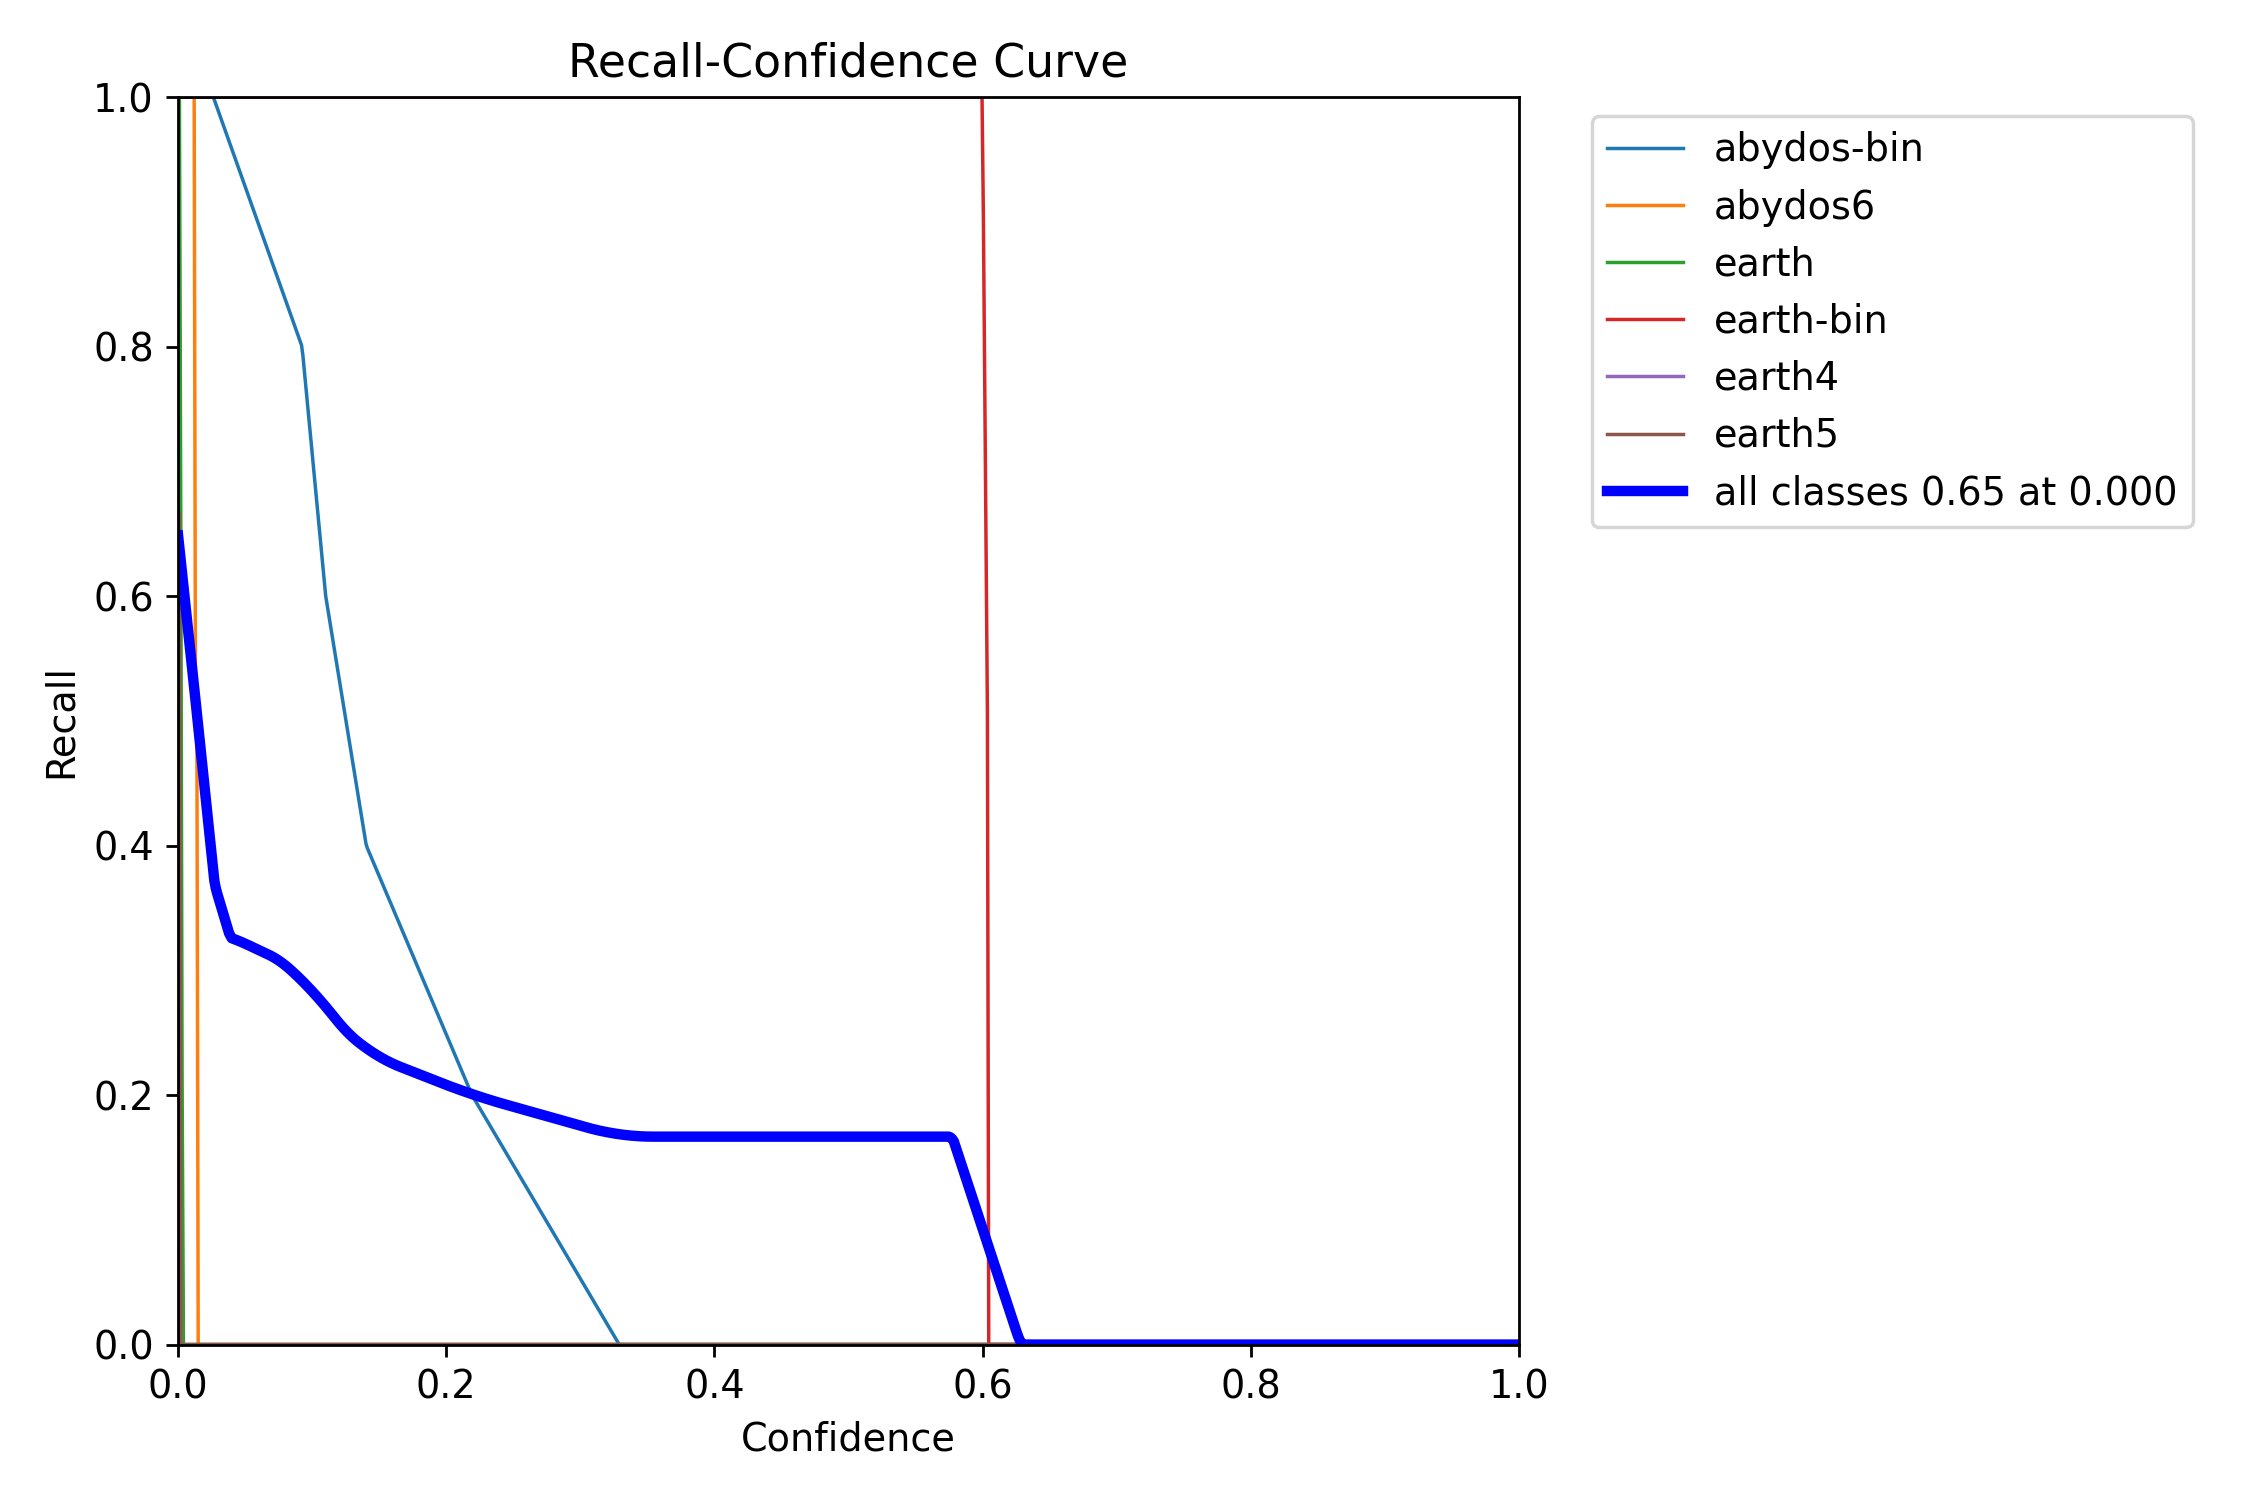 Recall-Confidence Curve
1.0
0.8
0.6
0.4
0.2
0.0
Recall
0.0 0.2 0.4 0.6 0.8 1.0
Confidence
abydos-bin
abydos6
earth
earth-bin
earth4
earth5
all classes 0.65 at 0.000